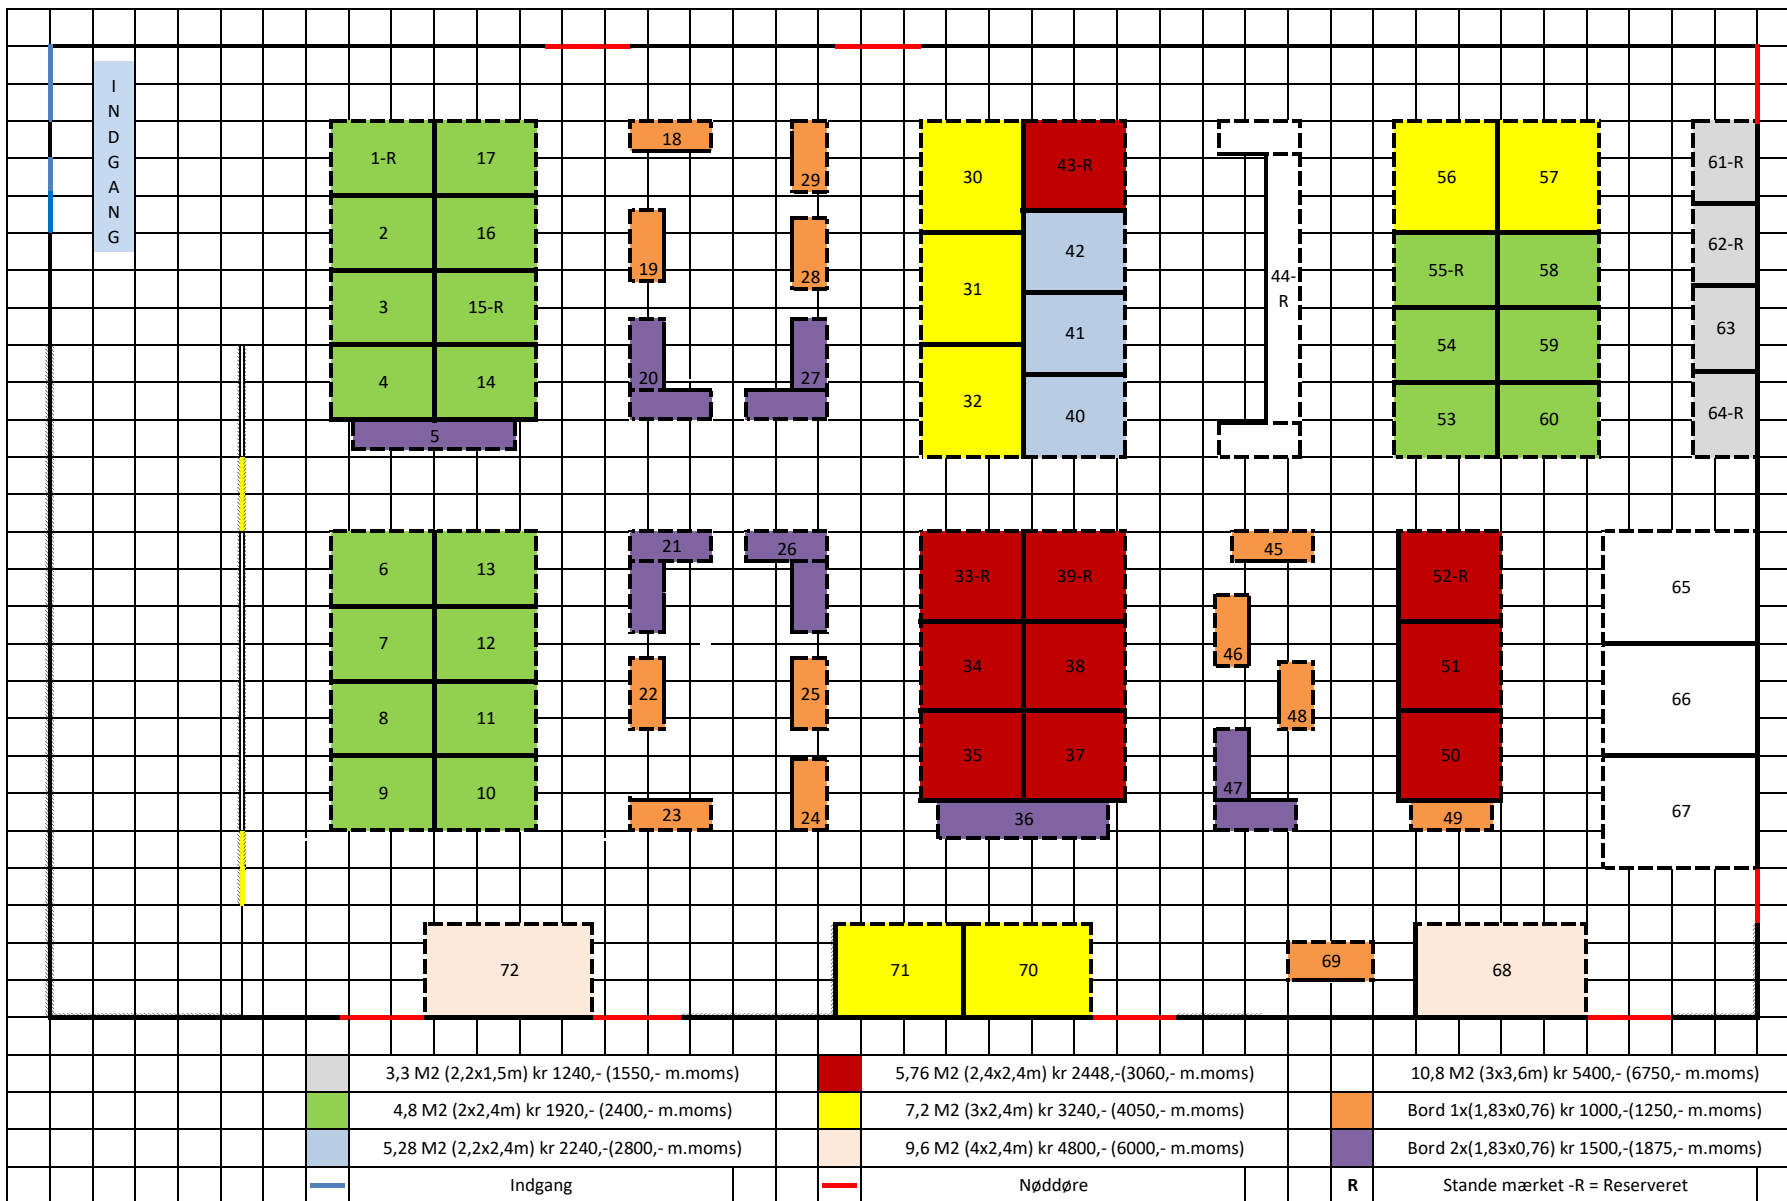 I
N
D
G
A
N
G
1-R 17 18 29 30 43-R 56 57 61-R
2 16 19 28 31 42 44-R 55-R 58 62-R
3 15-R 20 27 32 41 54 59 63
4 14 40 53 60 64-R
5
6 13 21 26 33-R 39-R 45 52-R 65
7 12 22 25 34 38 46 51 66
8 11 48
9 10 23 24 35 37 47 50 67
36 49
72 71 70 69 68
3,3 M2 (2,2x1,5m) kr 1240,- (1550,- m.moms) 5,76 M2 (2,4x2,4m) kr 2448,-(3060,- m.moms) 10,8 M2 (3x3,6m) kr 5400,- (6750,- m.moms)
4,8 M2 (2x2,4m) kr 1920,- (2400,- m.moms) 7,2 M2 (3x2,4m) kr 3240,- (4050,- m.moms) Bord 1x(1,83x0,76) kr 1000,-(1250,- m.moms)
5,28 M2 (2,2x2,4m) kr 2240,-(2800,- m.moms) 9,6 M2 (4x2,4m) kr 4800,- (6000,- m.moms) Bord 2x(1,83x0,76) kr 1500,-(1875,- m.moms)
Indgang Nøddøre R Stande mærket -R = Reserveret